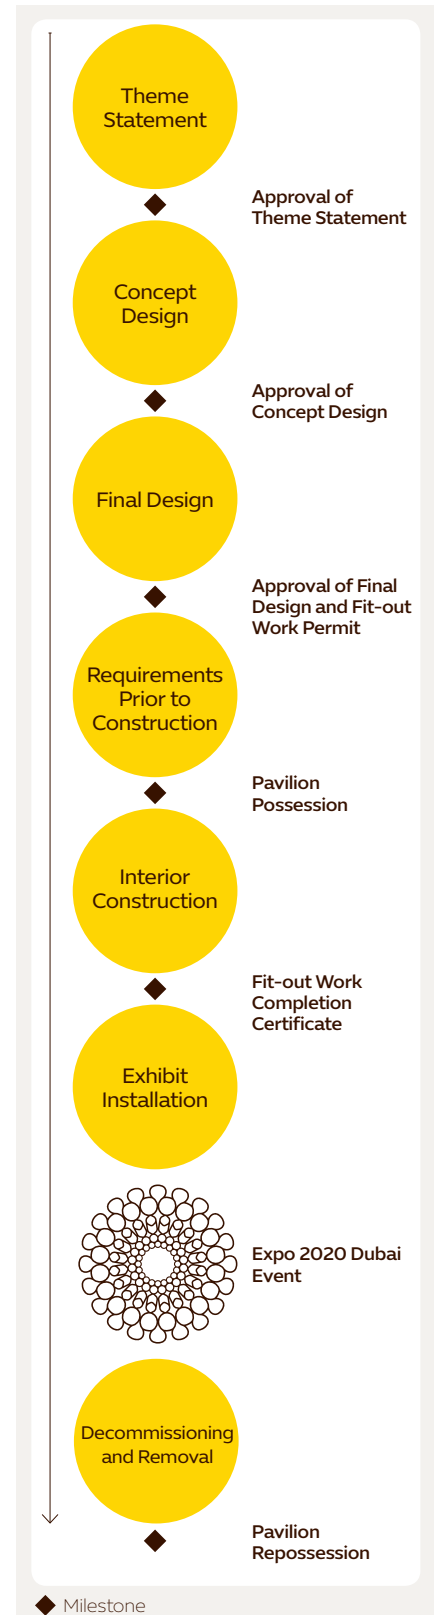 Theme
Statement
Approval of
Theme Statement
Concept
Design
Approval of
Concept Design
Final Design
Approval of Final
Design and Fit-out
Work Permit
Requirements
Prior to
Construction
Pavilion
Possession
Interior
Construction
Fit-out Work
Completion
Certificate
Exhibit
Installation
Expo 2020 Dubai
Event
Decommissioning
and Removal
Pavilion
Repossession
Milestone